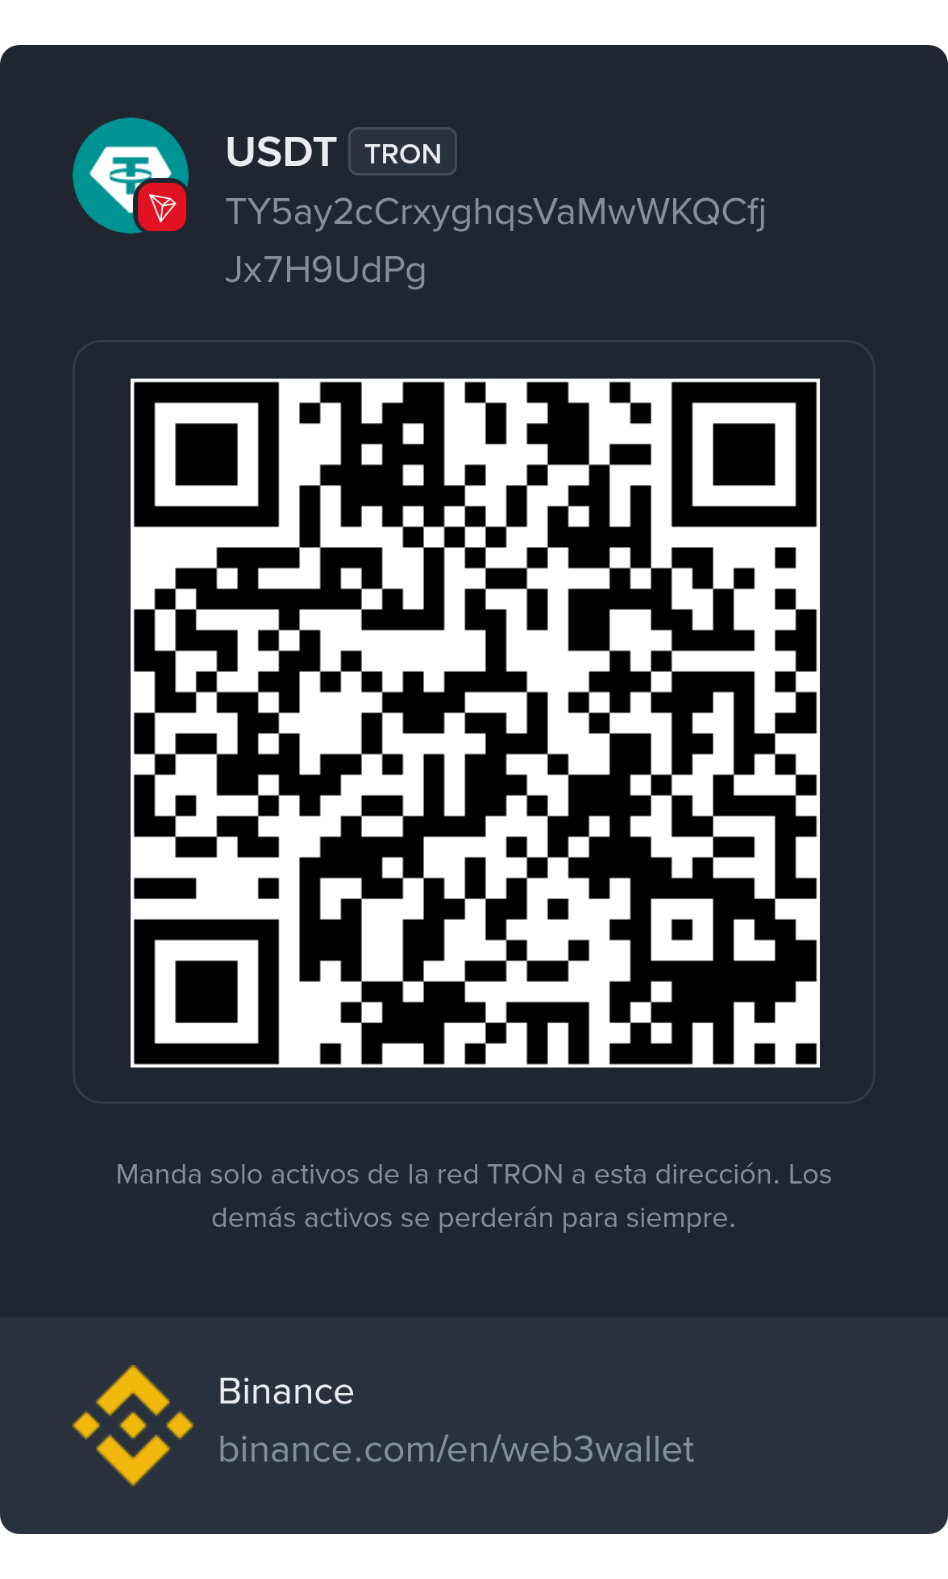 USDT TRON
TY5ay2cCrxyghqsVaMwWKQCfj
Jx7H9UdPg
Manda solo activos de la red TRON a esta dirección. Los
demás activos se perderán para siempre.
Binance
binance.com/en/web3wallet